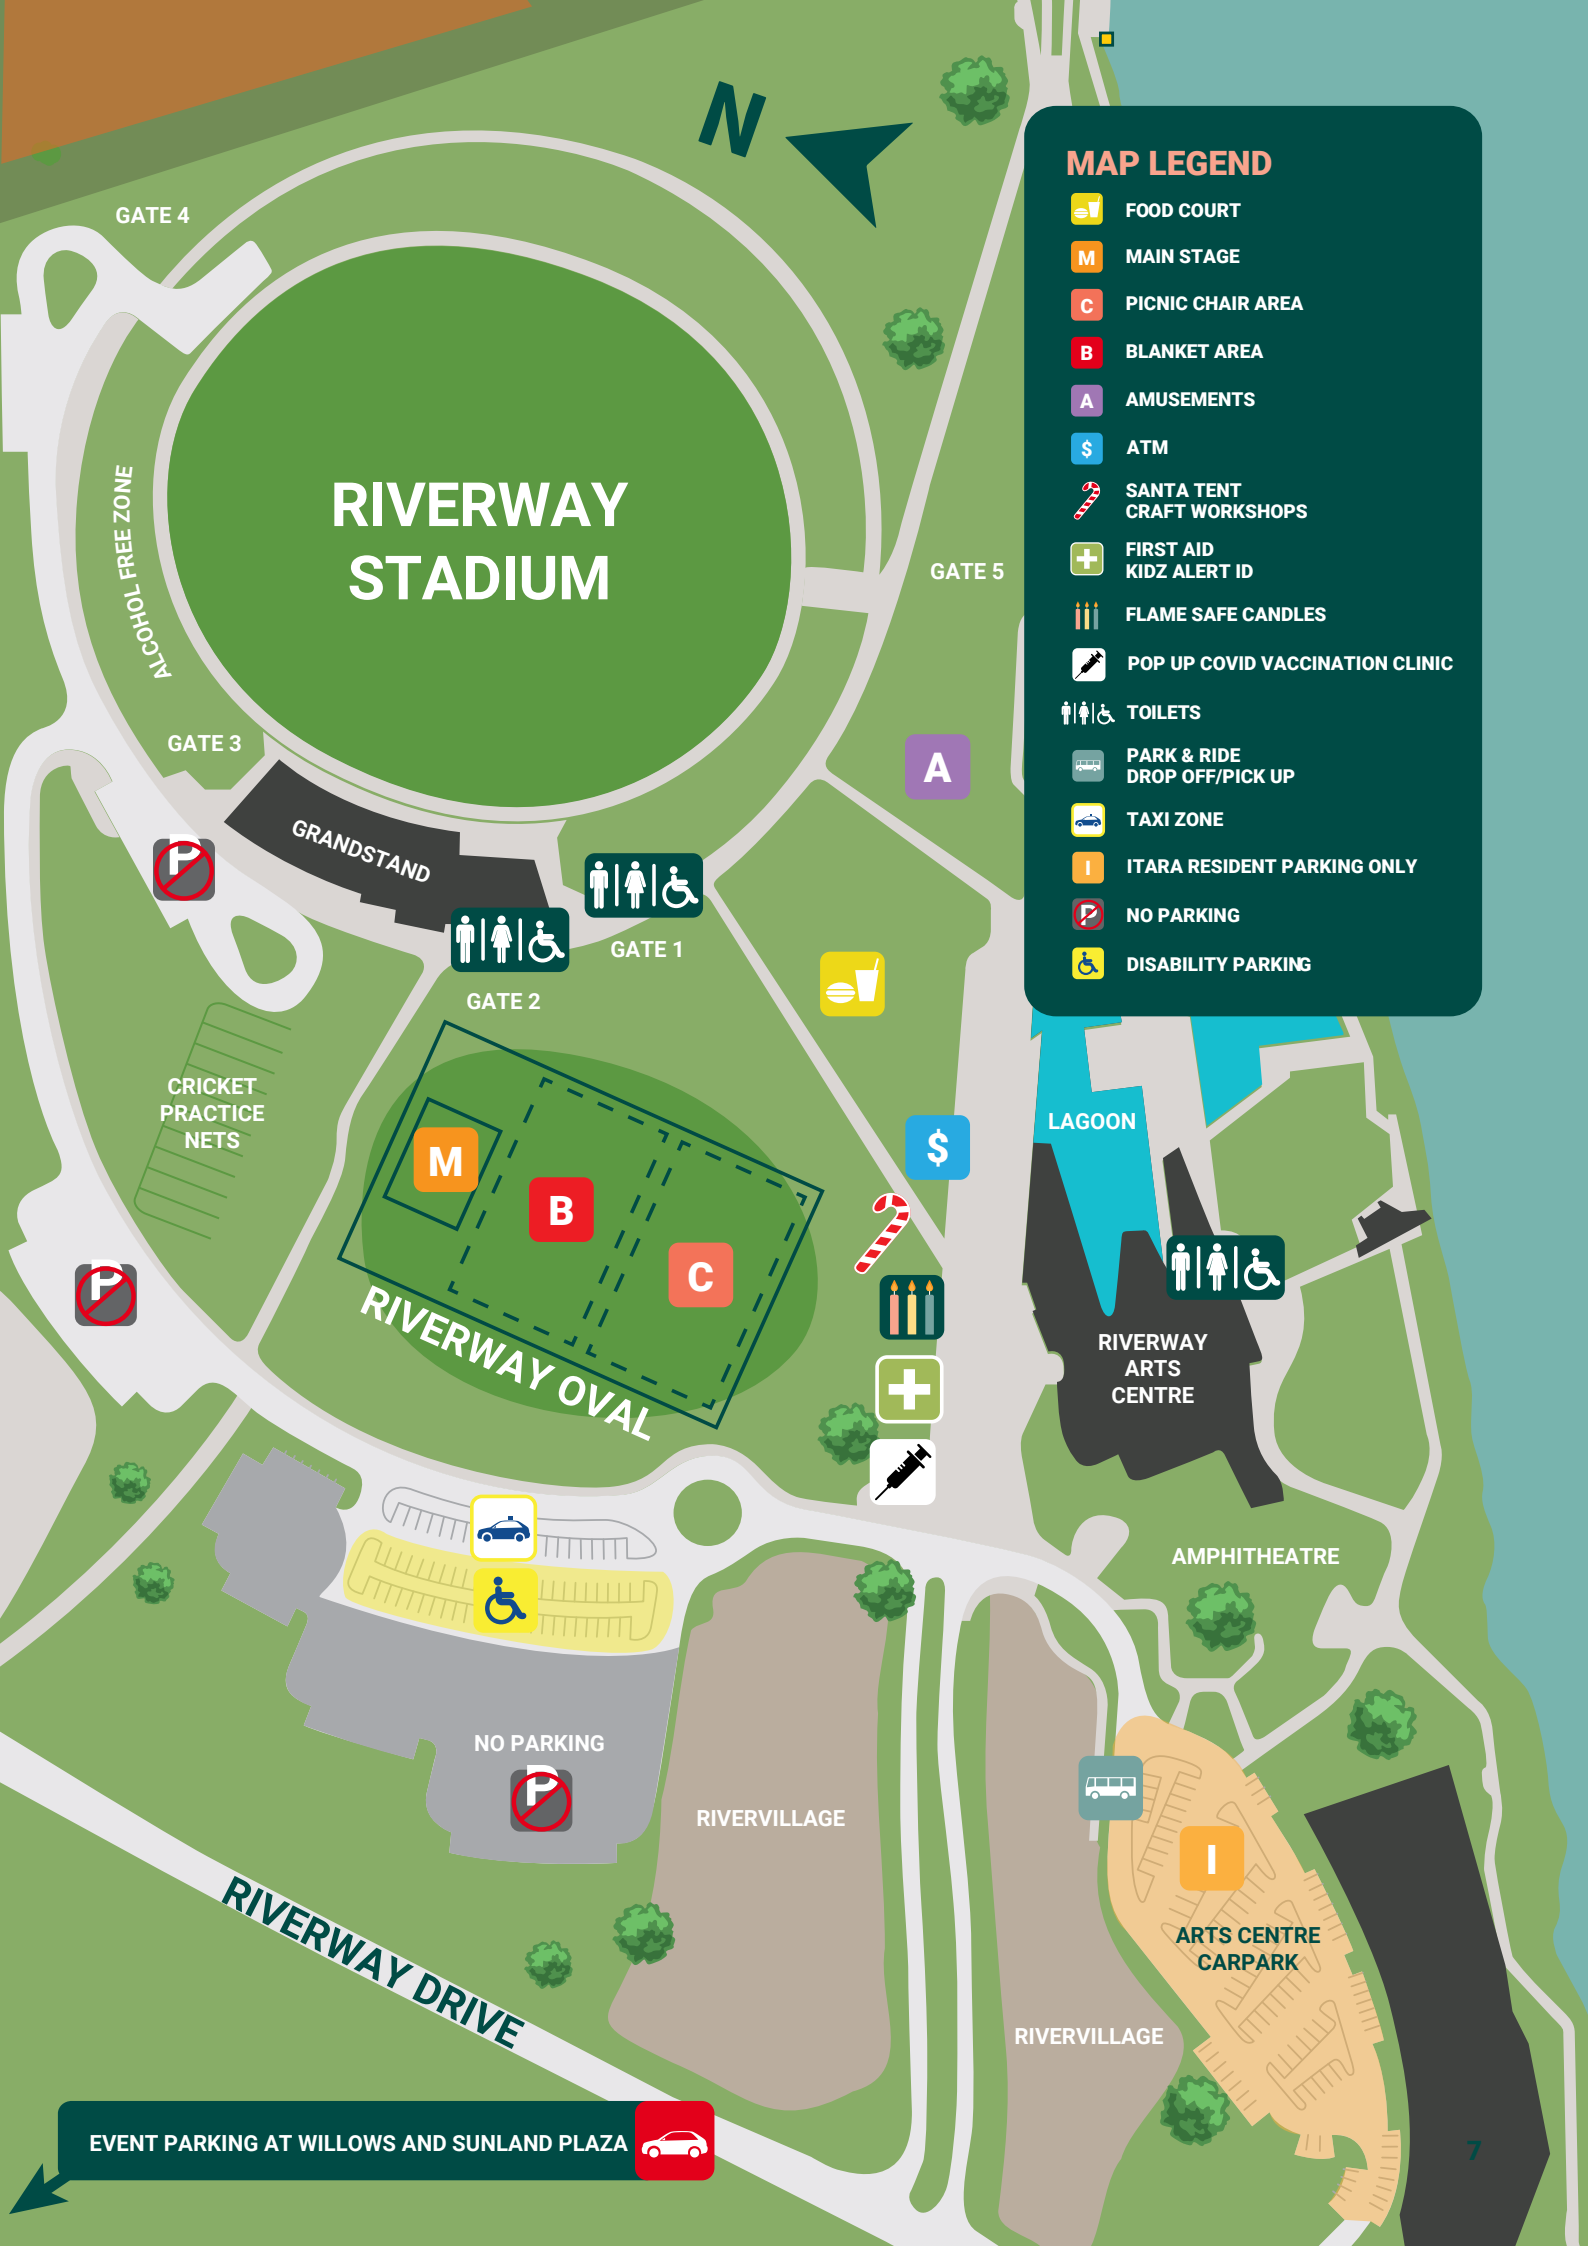 N
MAP LEGEND
FOOD COURT
M MAIN STAGE
C PICNIC CHAIR AREA
B BLANKET AREA
A AMUSEMENTS
$ ATM
SANTA TENT
CRAFT WORKSHOPS
FIRST AID
KIDZ ALERT ID
FLAME SAFE CANDLES
POP UP COVID VACCINATION CLINIC
TOILETS
PARK & RIDE
DROP OFF/PICK UP
TAXI ZONE
I ITARA RESIDENT PARKING ONLY
P NO PARKING
DISABILITY PARKING
GATE 4
RIVERWAY
STADIUM
ALCOHOL FREE ZONE
GATE 5
GATE 3
A
GRANDSTAND
P
GATE 1
GATE 2
CRICKET
PRACTICE
NETS
M
B
C
$
LAGOON
P
RIVERWAY OVAL
RIVERWAY
ARTS
CENTRE
AMPHITHEATRE
NO PARKING
P
RIVERVILLAGE
I
ARTS CENTRE
CARPARK
RIVERWAY DRIVE
RIVERVILLAGE
EVENT PARKING AT WILLOWS AND SUNLAND PLAZA
7